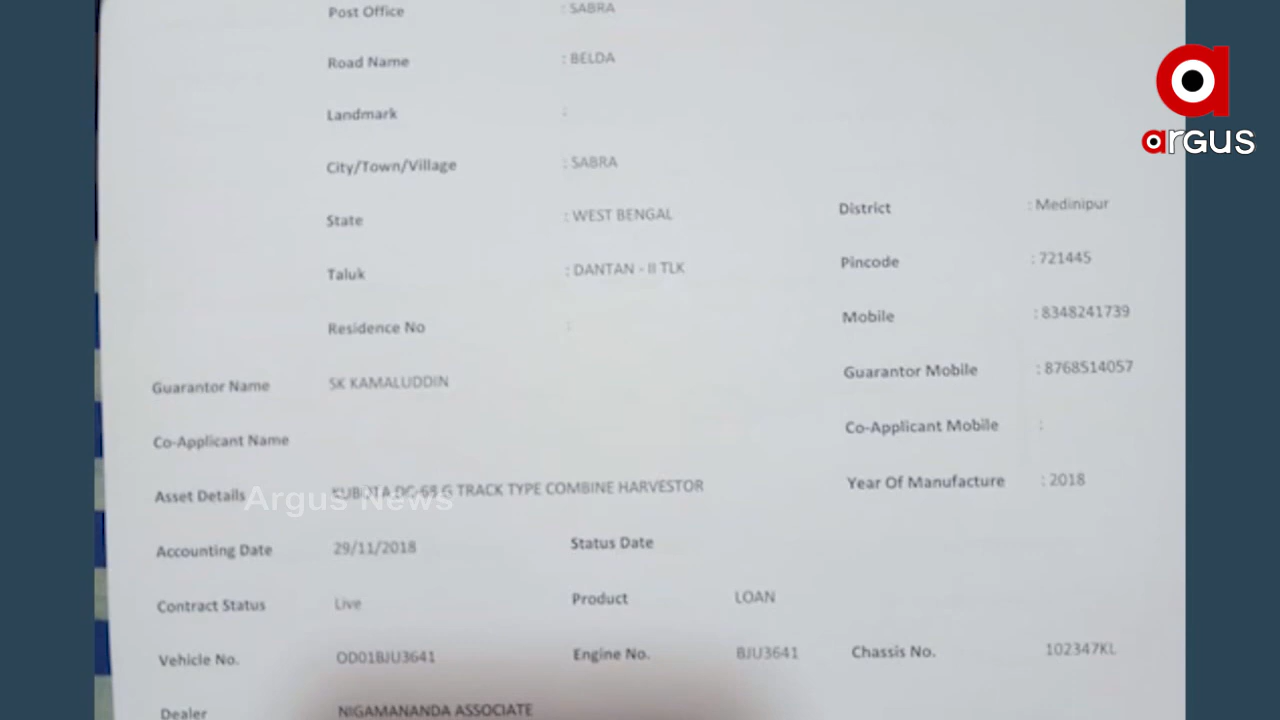 Post Office : SABRA
Road Name : BELDA
Landmark :
City/Town/Village : SABRA
State : WEST BENGAL District : Medinipur
Taluk : DANTAN - II TLK Pincode : 721445
Residence No : Mobile : 8348241739
Guarantor Name SK KAMALUDDIN Guarantor Mobile : 8768514057
Co-Applicant Name Co-Applicant Mobile :
Asset Details KUBOTA DC-68 G TRACK TYPE COMBINE HARVESTOR Year Of Manufacture : 2018
Accounting Date 29/11/2018 Status Date
Contract Status Live Product LOAN
Vehicle No. OD01BJU3641 Engine No. BJU3641 Chassis No. 102347KL
Dealer NIGAMANANDA ASSOCIATE
argus
Argus News